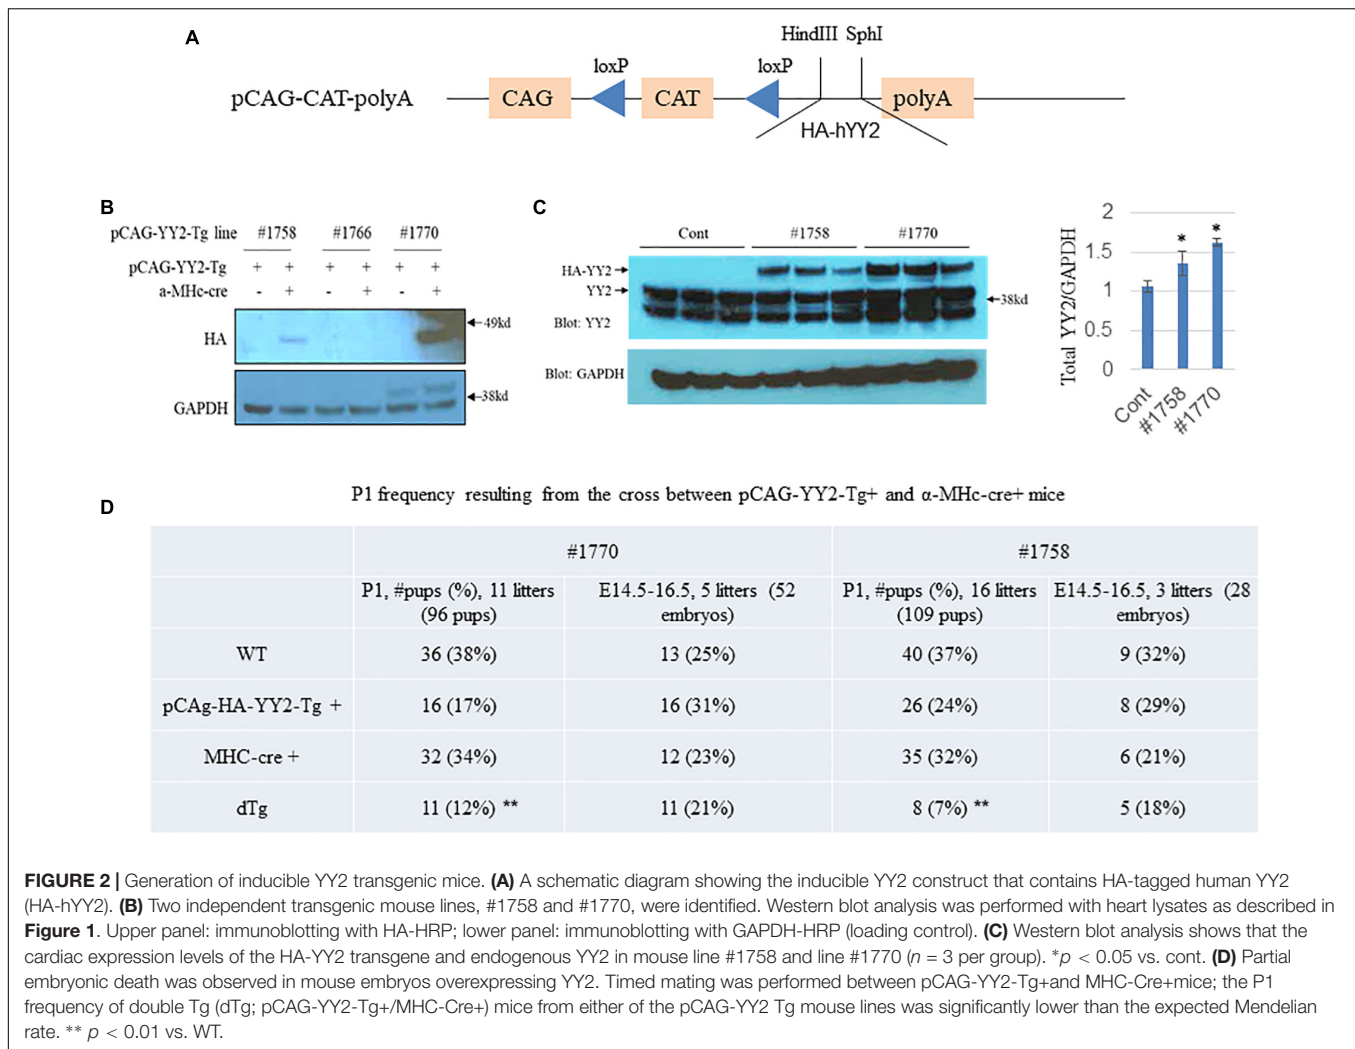 A
HindIII SphI
loxP
loxP
pCAG-CAT-polyA
CAG
CAT
polyA
HA-hYY2
B
pCAG-YY2-Tg line #1758 #1766 #1770
pCAG-YY2-Tg + + + + + +
a-MHc-cre - + - + - +
HA
49kd
GAPDH
38kd
C
Cont #1758 #1770
HA-YY2
YY2
38kd
Blot: YY2
Blot: GAPDH
Total YY2/GAPDH
2
1.5
1
0.5
0
*
*
Cont
#1758
#1770
P1 frequency resulting from the cross between pCAG-YY2-Tg+ and α-MHc-cre+ mice
D
#1770 #1758
P1, #pups (%), 11 litters (96 pups) E14.5-16.5, 5 litters (52 embryos) P1, #pups (%), 16 litters (109 pups) E14.5-16.5, 3 litters (28 embryos)
WT 36 (38%) 13 (25%) 40 (37%) 9 (32%)
pCAg-HA-YY2-Tg + 16 (17%) 16 (31%) 26 (24%) 8 (29%)
MHC-cre + 32 (34%) 12 (23%) 35 (32%) 6 (21%)
dTg 11 (12%) ** 11 (21%) 8 (7%) ** 5 (18%)
FIGURE 2 | Generation of inducible YY2 transgenic mice. (A) A schematic diagram showing the inducible YY2 construct that contains HA-tagged human YY2
(HA-hYY2). (B) Two independent transgenic mouse lines, #1758 and #1770, were identified. Western blot analysis was performed with heart lysates as described in
Figure 1. Upper panel: immunoblotting with HA-HRP; lower panel: immunoblotting with GAPDH-HRP (loading control). (C) Western blot analysis shows that the
cardiac expression levels of the HA-YY2 transgene and endogenous YY2 in mouse line #1758 and line #1770 (n = 3 per group). *p < 0.05 vs. cont. (D) Partial
embryonic death was observed in mouse embryos overexpressing YY2. Timed mating was performed between pCAG-YY2-Tg+and MHC-Cre+mice; the P1
frequency of double Tg (dTg; pCAG-YY2-Tg+/MHC-Cre+) mice from either of the pCAG-YY2 Tg mouse lines was significantly lower than the expected Mendelian
rate. ** p < 0.01 vs. WT.